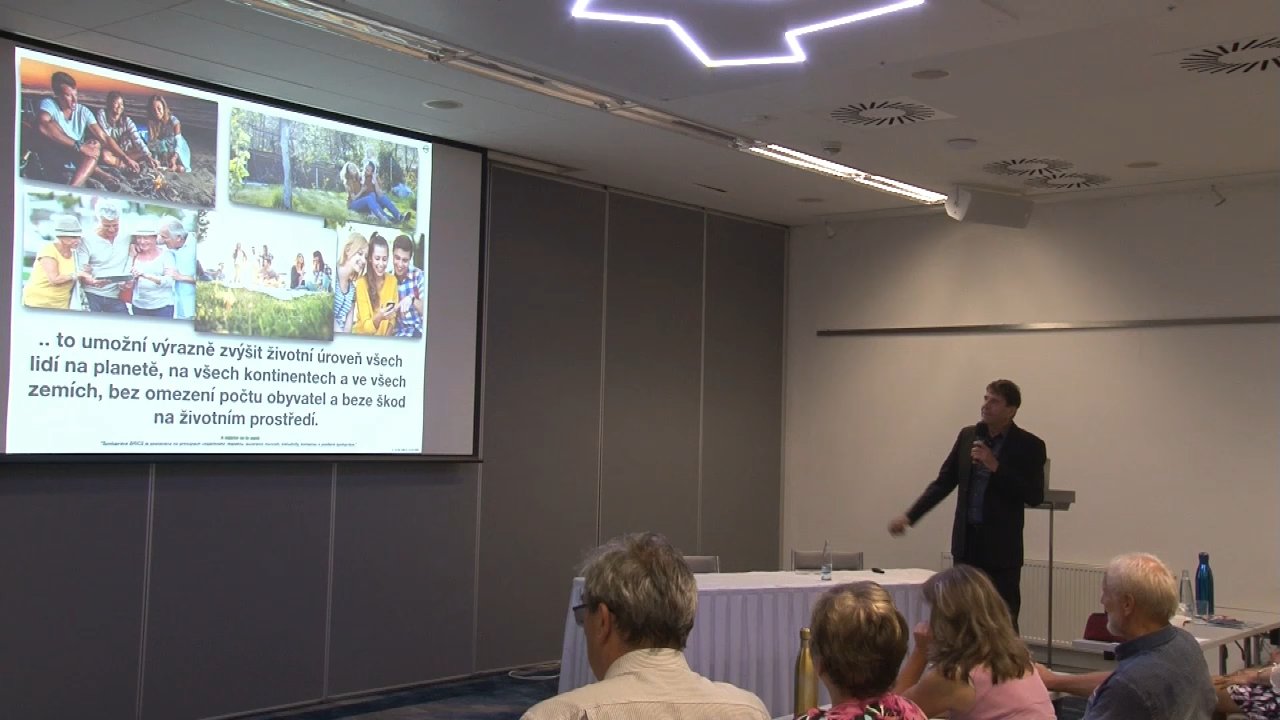 .. to umožní výrazně zvýšit životní úroveň všech
lidí na planetě, na všech kontinentech a ve všech
zemích, bez omezení počtu obyvatel a beze škod
na životním prostředí.